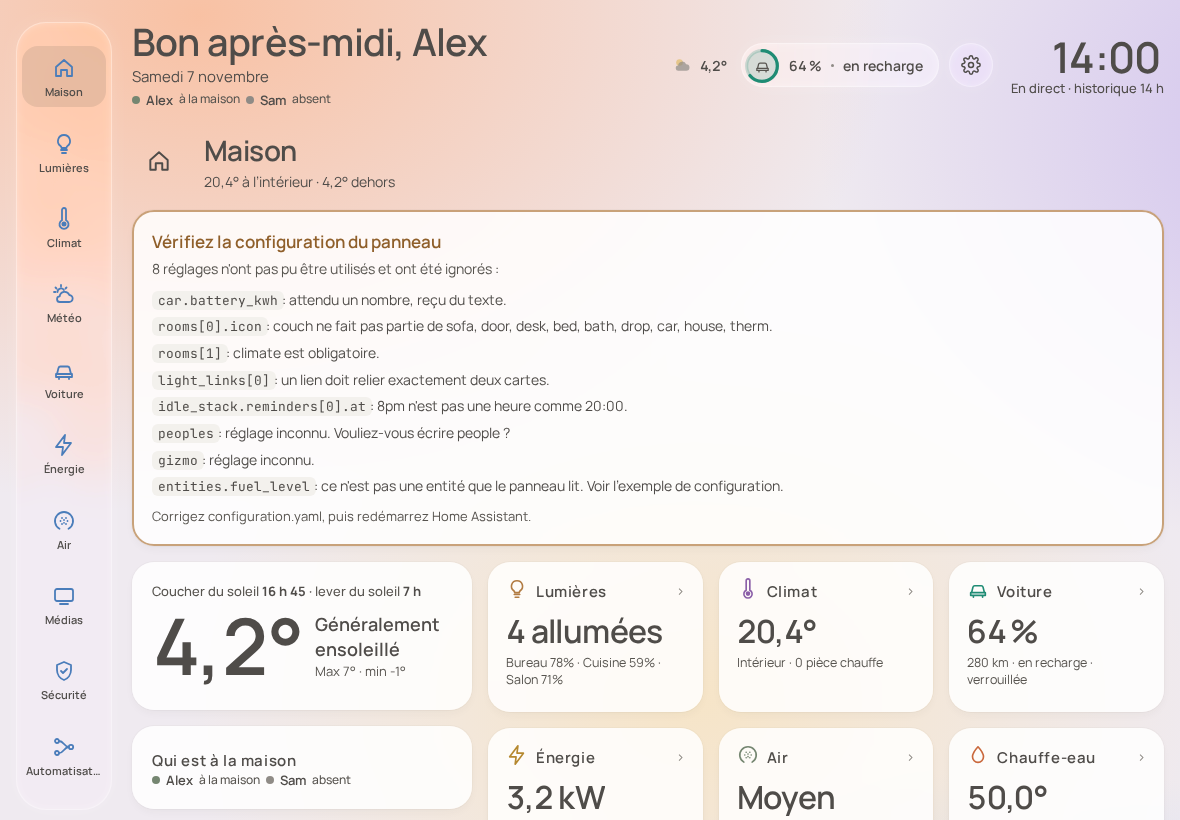 Maison
Lumières
Climat
Météo
Voiture
Énergie
Air
Médias
Sécurité
Automatisat…
Bon après-midi, Alex
Samedi 7 novembre
Alex à la maison Sam absent
4,2°
64 % • en recharge
14:00
En direct · historique 14 h
Maison
20,4° à l'intérieur · 4,2° dehors
Vérifiez la configuration du panneau
8 réglages n'ont pas pu être utilisés et ont été ignorés :
car.battery_kwh : attendu un nombre, reçu du texte.
rooms[0].icon : couch ne fait pas partie de sofa, door, desk, bed, bath, drop, car, house, therm.
rooms[1] : climate est obligatoire.
light_links[0] : un lien doit relier exactement deux cartes.
idle_stack.reminders[0].at : 8pm n'est pas une heure comme 20:00.
peoples : réglage inconnu. Vouliez-vous écrire people ?
gizmo : réglage inconnu.
entities.fuel_level : ce n'est pas une entité que le panneau lit. Voir l'exemple de configuration.
Corrigez configuration.yaml, puis redémarrez Home Assistant.
Coucher du soleil 16 h 45 · lever du soleil 7 h
4,2°
Généralement
ensoleillé
Max 7° · min -1°
Lumières
4 allumées
Bureau 78% · Cuisine 59% ·
Salon 71%
Climat
20,4°
Intérieur · 0 pièce chauffe
Voiture
64 %
280 km · en recharge ·
verrouillée
Qui est à la maison
Alex à la maison Sam absent
Énergie
3,2 kW
Air
Moyen
Chauffe-eau
50,0°